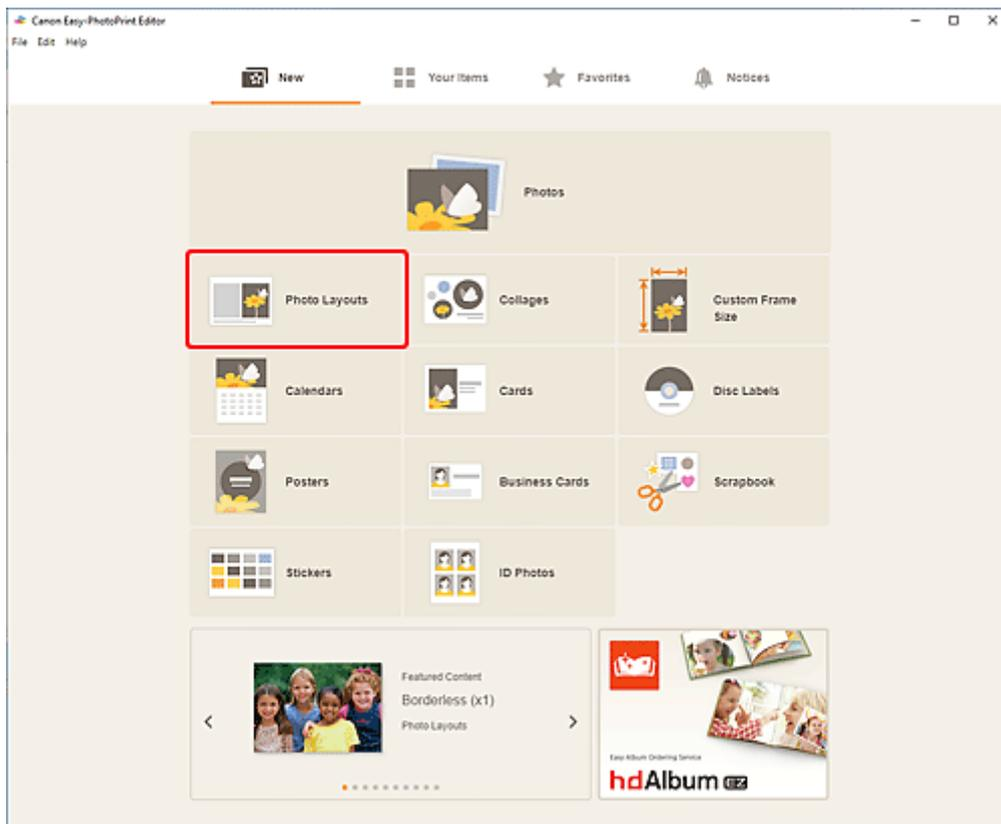 Canon Easy-PhotoPrint Editor
File Edit Help
New Your Items Favorites Notices
Photos
Photo Layouts
Collages
Custom Frame
Size
Calendars
Cards
Disc Labels
Posters
Business Cards
Scrapbook
Stickers
ID Photos
Featured Content
Borderless (x1)
Photo Layouts
Easy Album Ordering Service
hdAlbum EZ